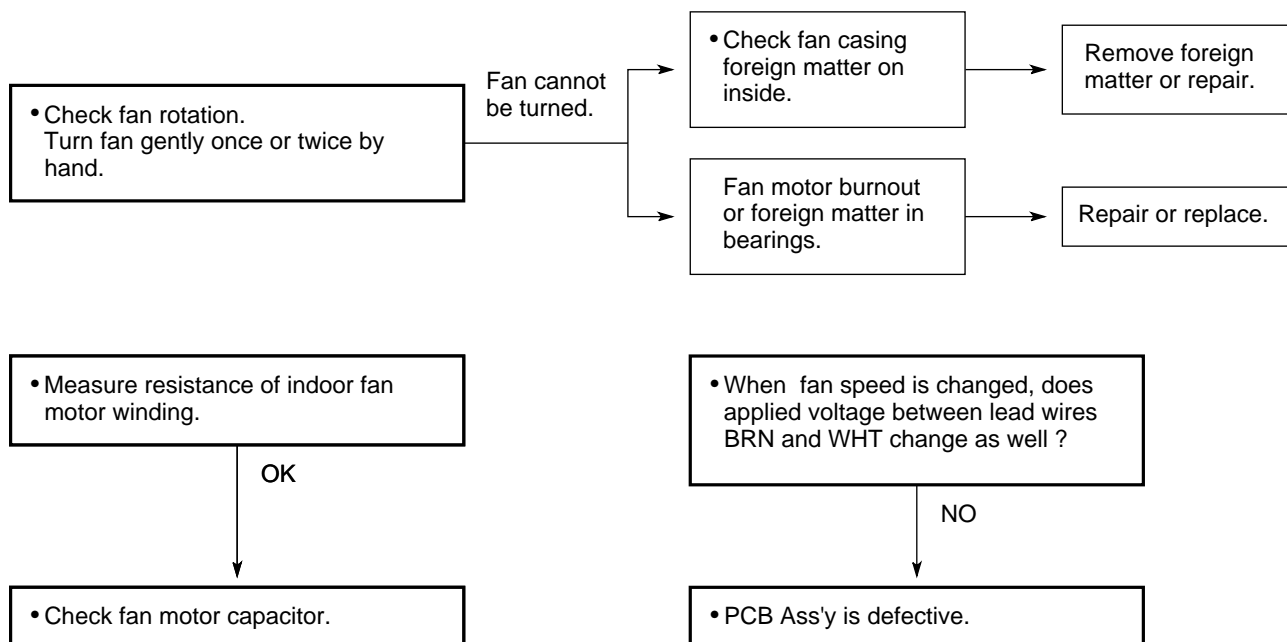 • Check fan rotation.
Turn fan gently once or twice by
hand.
Fan cannot
be turned.
• Check fan casing
foreign matter on
inside.
Remove foreign
matter or repair.
Fan motor burnout
or foreign matter in
bearings.
Repair or replace.
• Measure resistance of indoor fan
motor winding.
OK
• Check fan motor capacitor.
• When fan speed is changed, does
applied voltage between lead wires
BRN and WHT change as well ?
NO
• PCB Ass'y is defective.